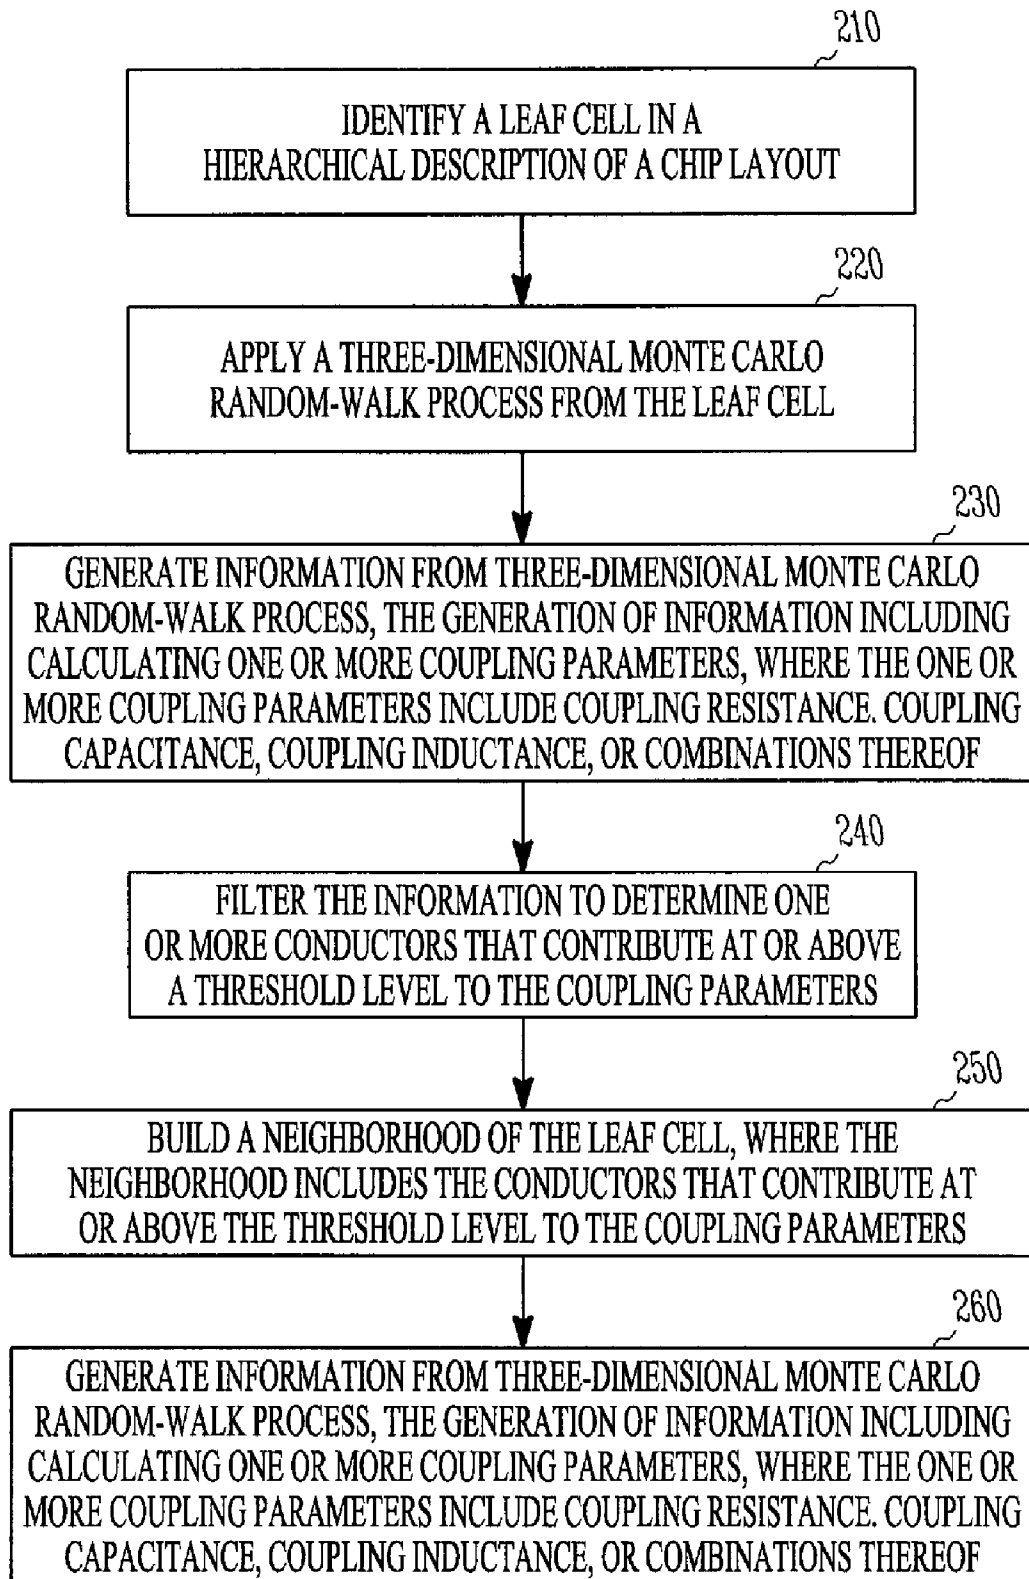 210
IDENTIFY A LEAF CELL IN A
HIERARCHICAL DESCRIPTION OF A CHIP LAYOUT
220
APPLY A THREE-DIMENSIONAL MONTE CARLO
RANDOM-WALK PROCESS FROM THE LEAF CELL
230
GENERATE INFORMATION FROM THREE-DIMENSIONAL MONTE CARLO
RANDOM-WALK PROCESS, THE GENERATION OF INFORMATION INCLUDING
CALCULATING ONE OR MORE COUPLING PARAMETERS, WHERE THE ONE OR
MORE COUPLING PARAMETERS INCLUDE COUPLING RESISTANCE. COUPLING
CAPACITANCE, COUPLING INDUCTANCE, OR COMBINATIONS THEREOF
240
FILTER THE INFORMATION TO DETERMINE ONE
OR MORE CONDUCTORS THAT CONTRIBUTE AT OR ABOVE
A THRESHOLD LEVEL TO THE COUPLING PARAMETERS
250
BUILD A NEIGHBORHOOD OF THE LEAF CELL, WHERE THE
NEIGHBORHOOD INCLUDES THE CONDUCTORS THAT CONTRIBUTE AT
OR ABOVE THE THRESHOLD LEVEL TO THE COUPLING PARAMETERS
260
GENERATE INFORMATION FROM THREE-DIMENSIONAL MONTE CARLO
RANDOM-WALK PROCESS, THE GENERATION OF INFORMATION INCLUDING
CALCULATING ONE OR MORE COUPLING PARAMETERS, WHERE THE ONE OR
MORE COUPLING PARAMETERS INCLUDE COUPLING RESISTANCE. COUPLING
CAPACITANCE, COUPLING INDUCTANCE, OR COMBINATIONS THEREOF